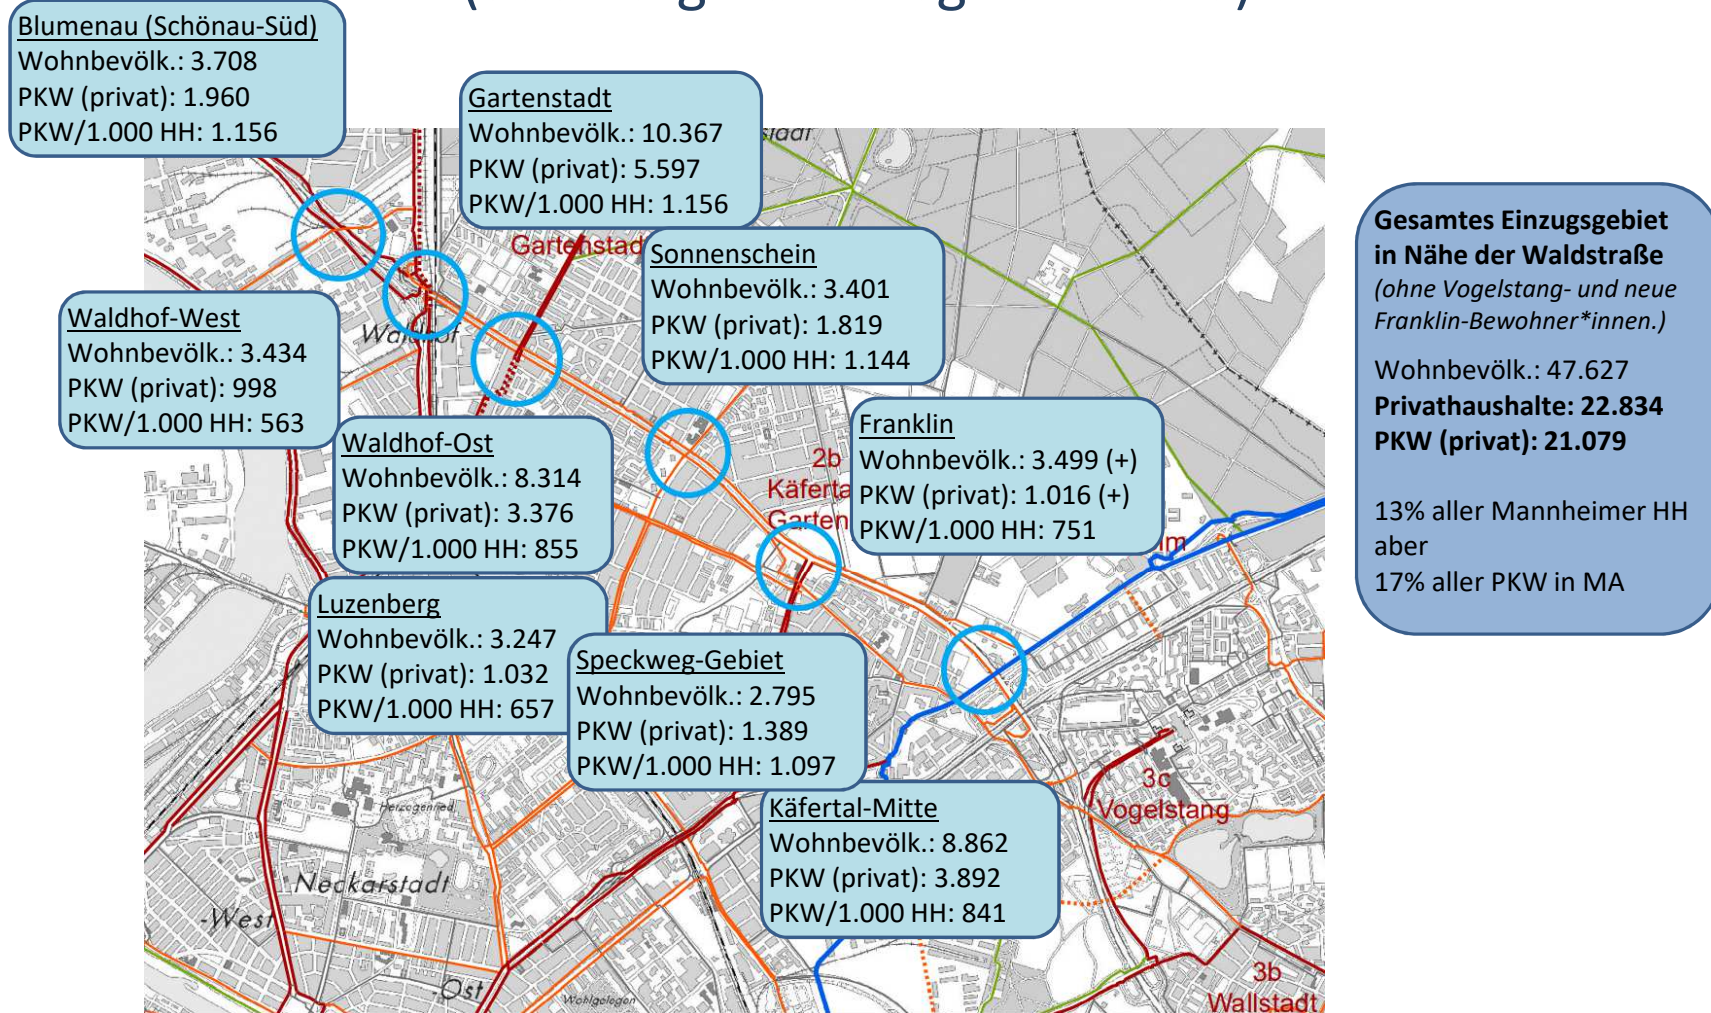 Blumenau (Schönau-Süd)
Wohnbevölk.: 3.708
PKW (privat): 1.960
PKW/1.000 HH: 1.156
Gartenstadt
Wohnbevölk.: 10.367
PKW (privat): 5.597
PKW/1.000 HH: 1.156
Gartenstad
Sonnenschein
Wohnbevölk.: 3.401
PKW (privat): 1.819
PKW/1.000 HH: 1.144
Waldhof-West
Wohnbevölk.: 3.434
PKW (privat): 998
PKW/1.000 HH: 563
Waldhof
Waldhof-Ost
Wohnbevölk.: 8.314
PKW (privat): 3.376
PKW/1.000 HH: 855
2b
Käferta
Garten
Franklin
Wohnbevölk.: 3.499 (+)
PKW (privat): 1.016 (+)
PKW/1.000 HH: 751
Luzenberg
Wohnbevölk.: 3.247
PKW (privat): 1.032
PKW/1.000 HH: 657
Speckweg-Gebiet
Wohnbevölk.: 2.795
PKW (privat): 1.389
PKW/1.000 HH: 1.097
Käfertal-Mitte
Wohnbevölk.: 8.862
PKW (privat): 3.892
PKW/1.000 HH: 841
3c
Vogelstang
Herzogenried
Neckarstadt
-West
-Ost
Wohlgelegen
3b
Wallstadt
Gesamtes Einzugsgebiet
in Nähe der Waldstraße
(ohne Vogelstang- und neue
Franklin-Bewohner*innen.)
Wohnbevölk.: 47.627
Privathaushalte: 22.834
PKW (privat): 21.079
13% aller Mannheimer HH
aber
17% aller PKW in MA